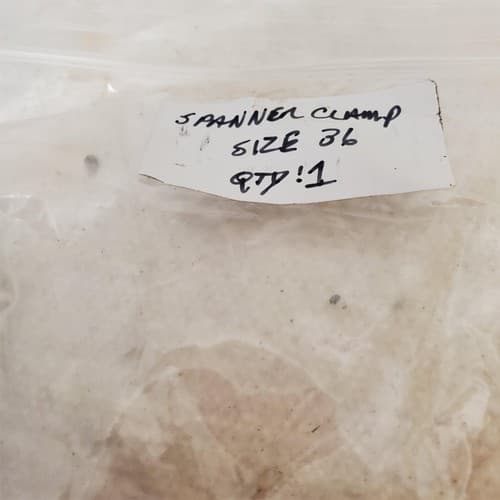 SPANNER CLAMP
SIZE 36
QTY: 1